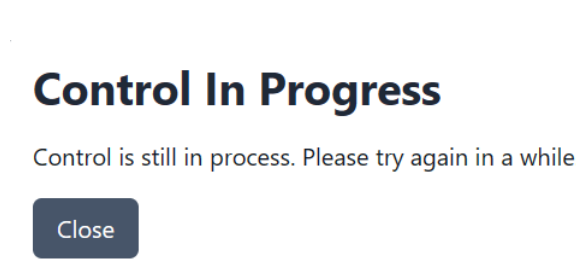 Control In Progress
Control is still in process. Please try again in a while
Close